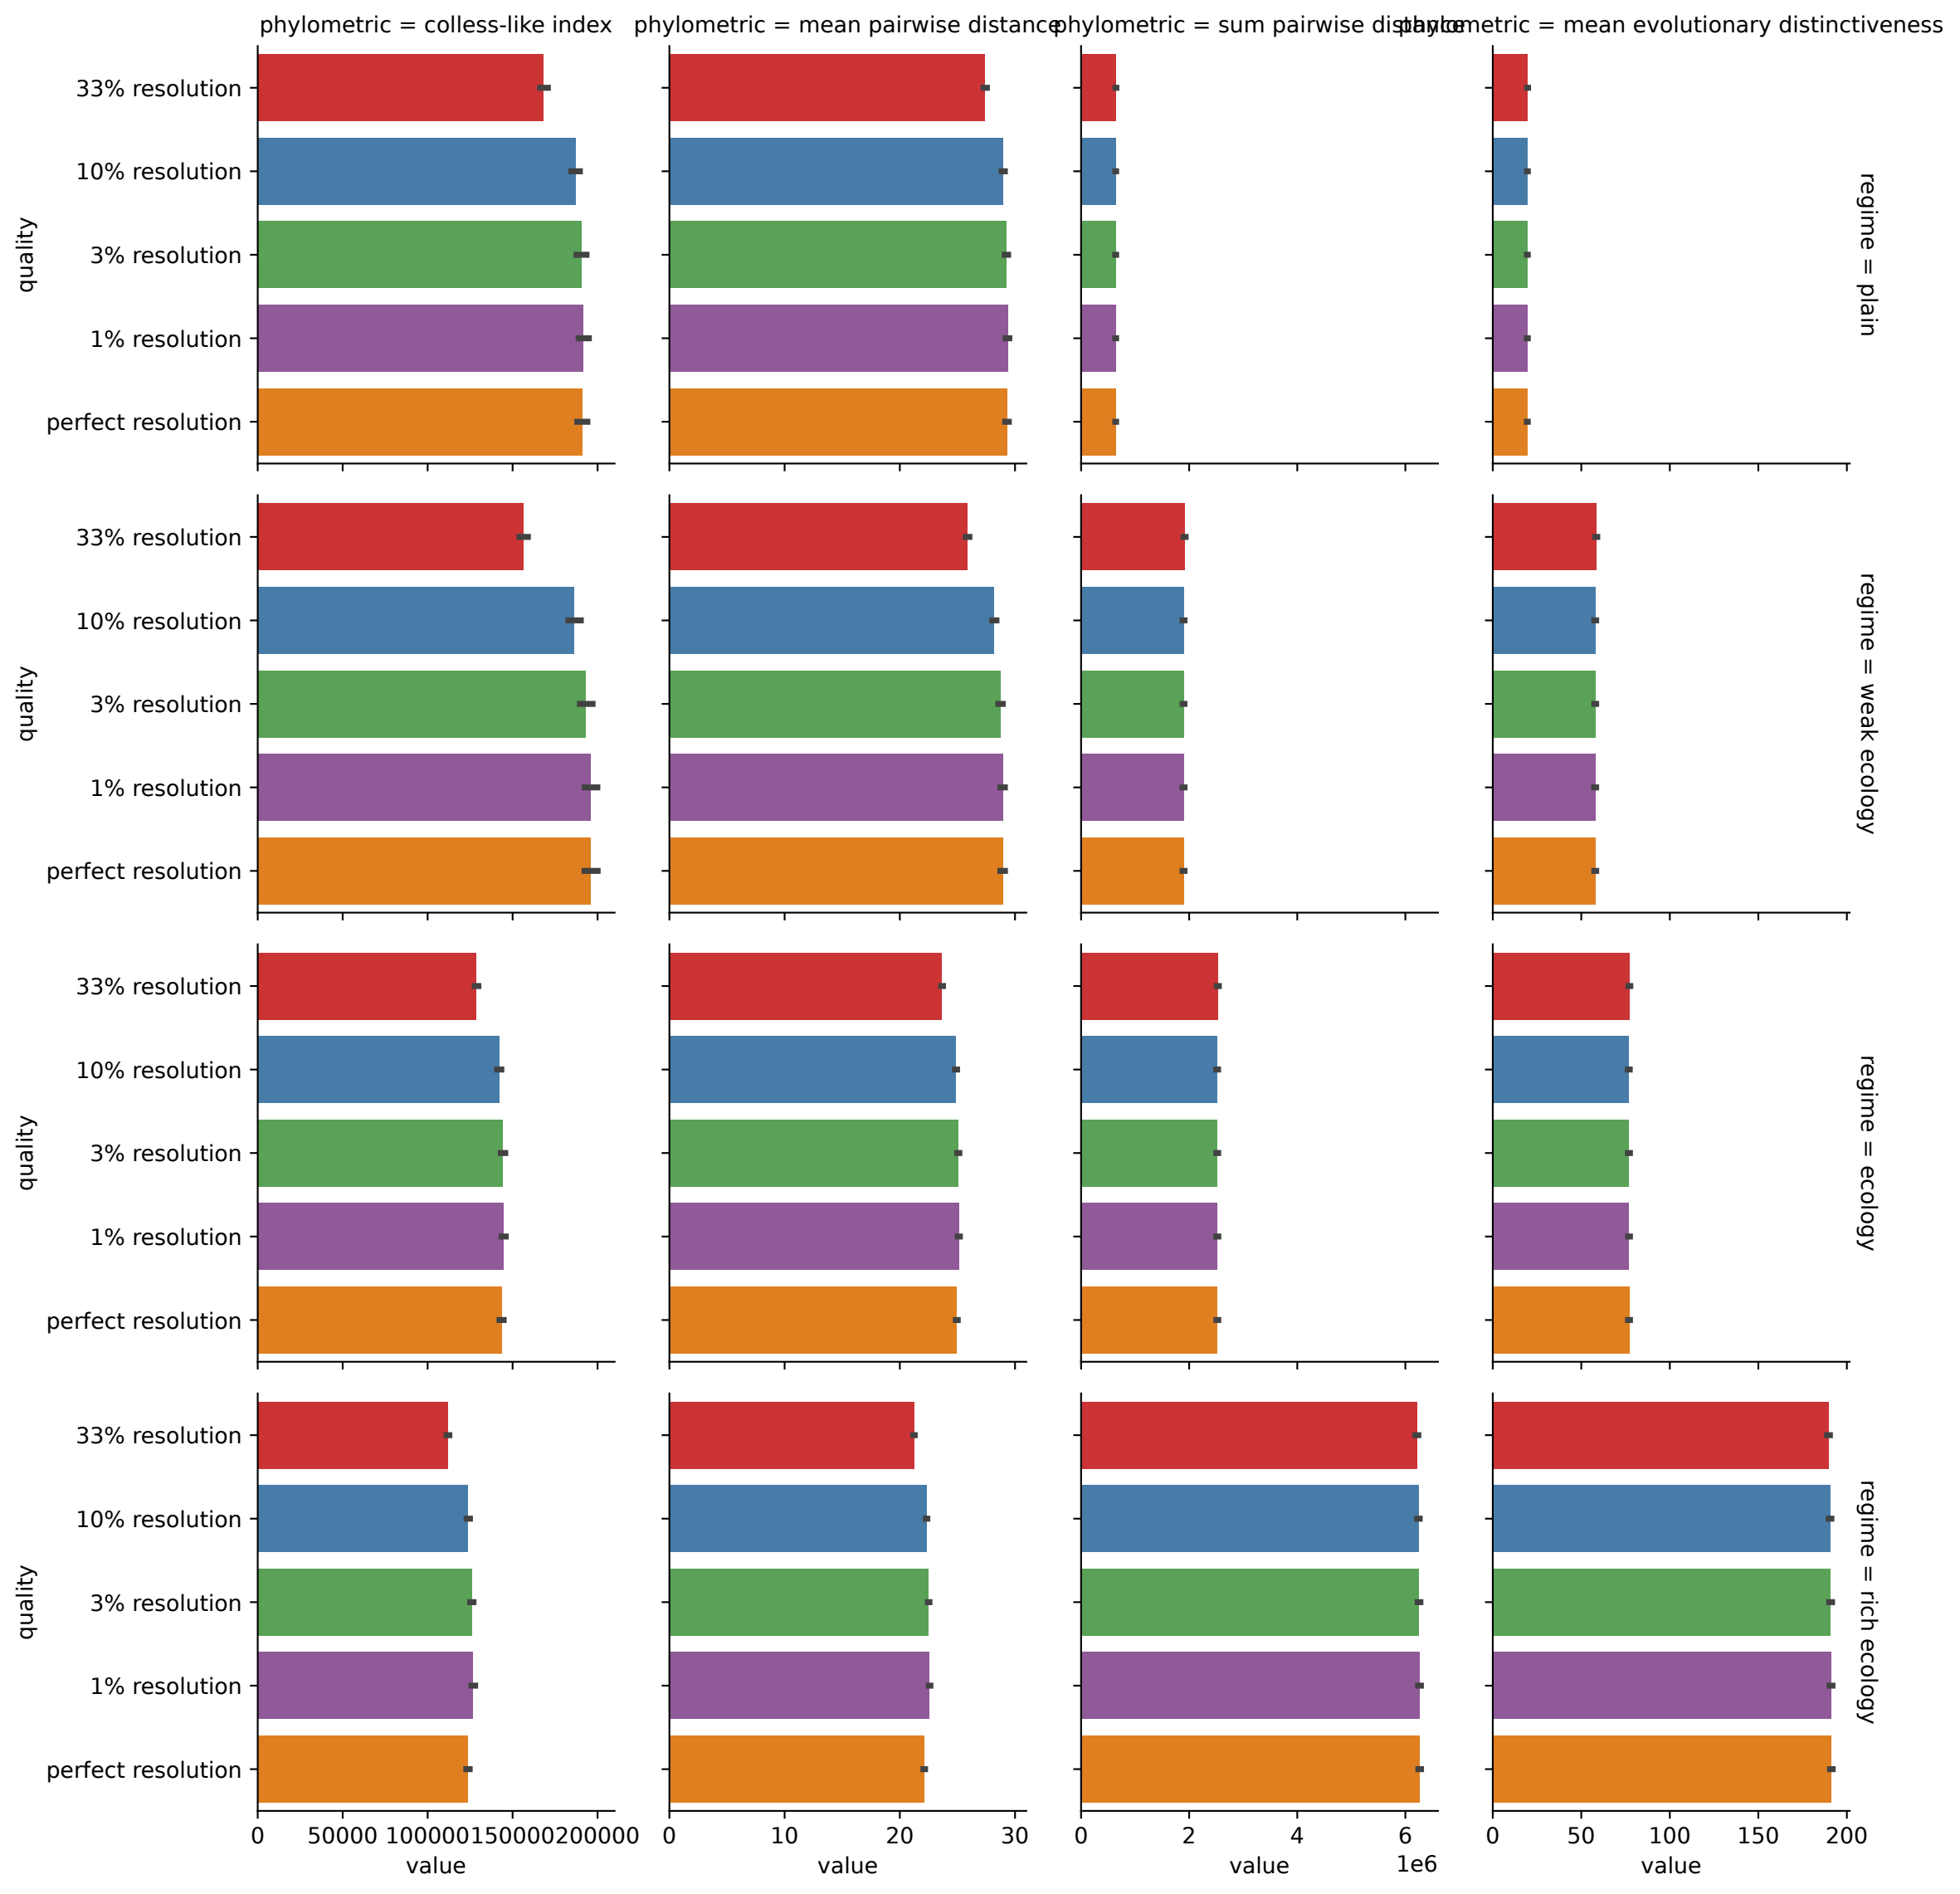 phylometric = colless-like index
phylometric = mean pairwise distance
phylometric = sum pairwise distance
phylometric = mean evolutionary distinctiveness
quality
33% resolution
10% resolution
3% resolution
1% resolution
perfect resolution
regime = plain
quality
33% resolution
10% resolution
3% resolution
1% resolution
perfect resolution
regime = weak ecology
quality
33% resolution
10% resolution
3% resolution
1% resolution
perfect resolution
regime = ecology
quality
33% resolution
10% resolution
3% resolution
1% resolution
perfect resolution
regime = rich ecology
0 50000 100000 150000 200000
value
0 10 20 30
value
0 2 4 6
1e6
value
0 50 100 150 200
value